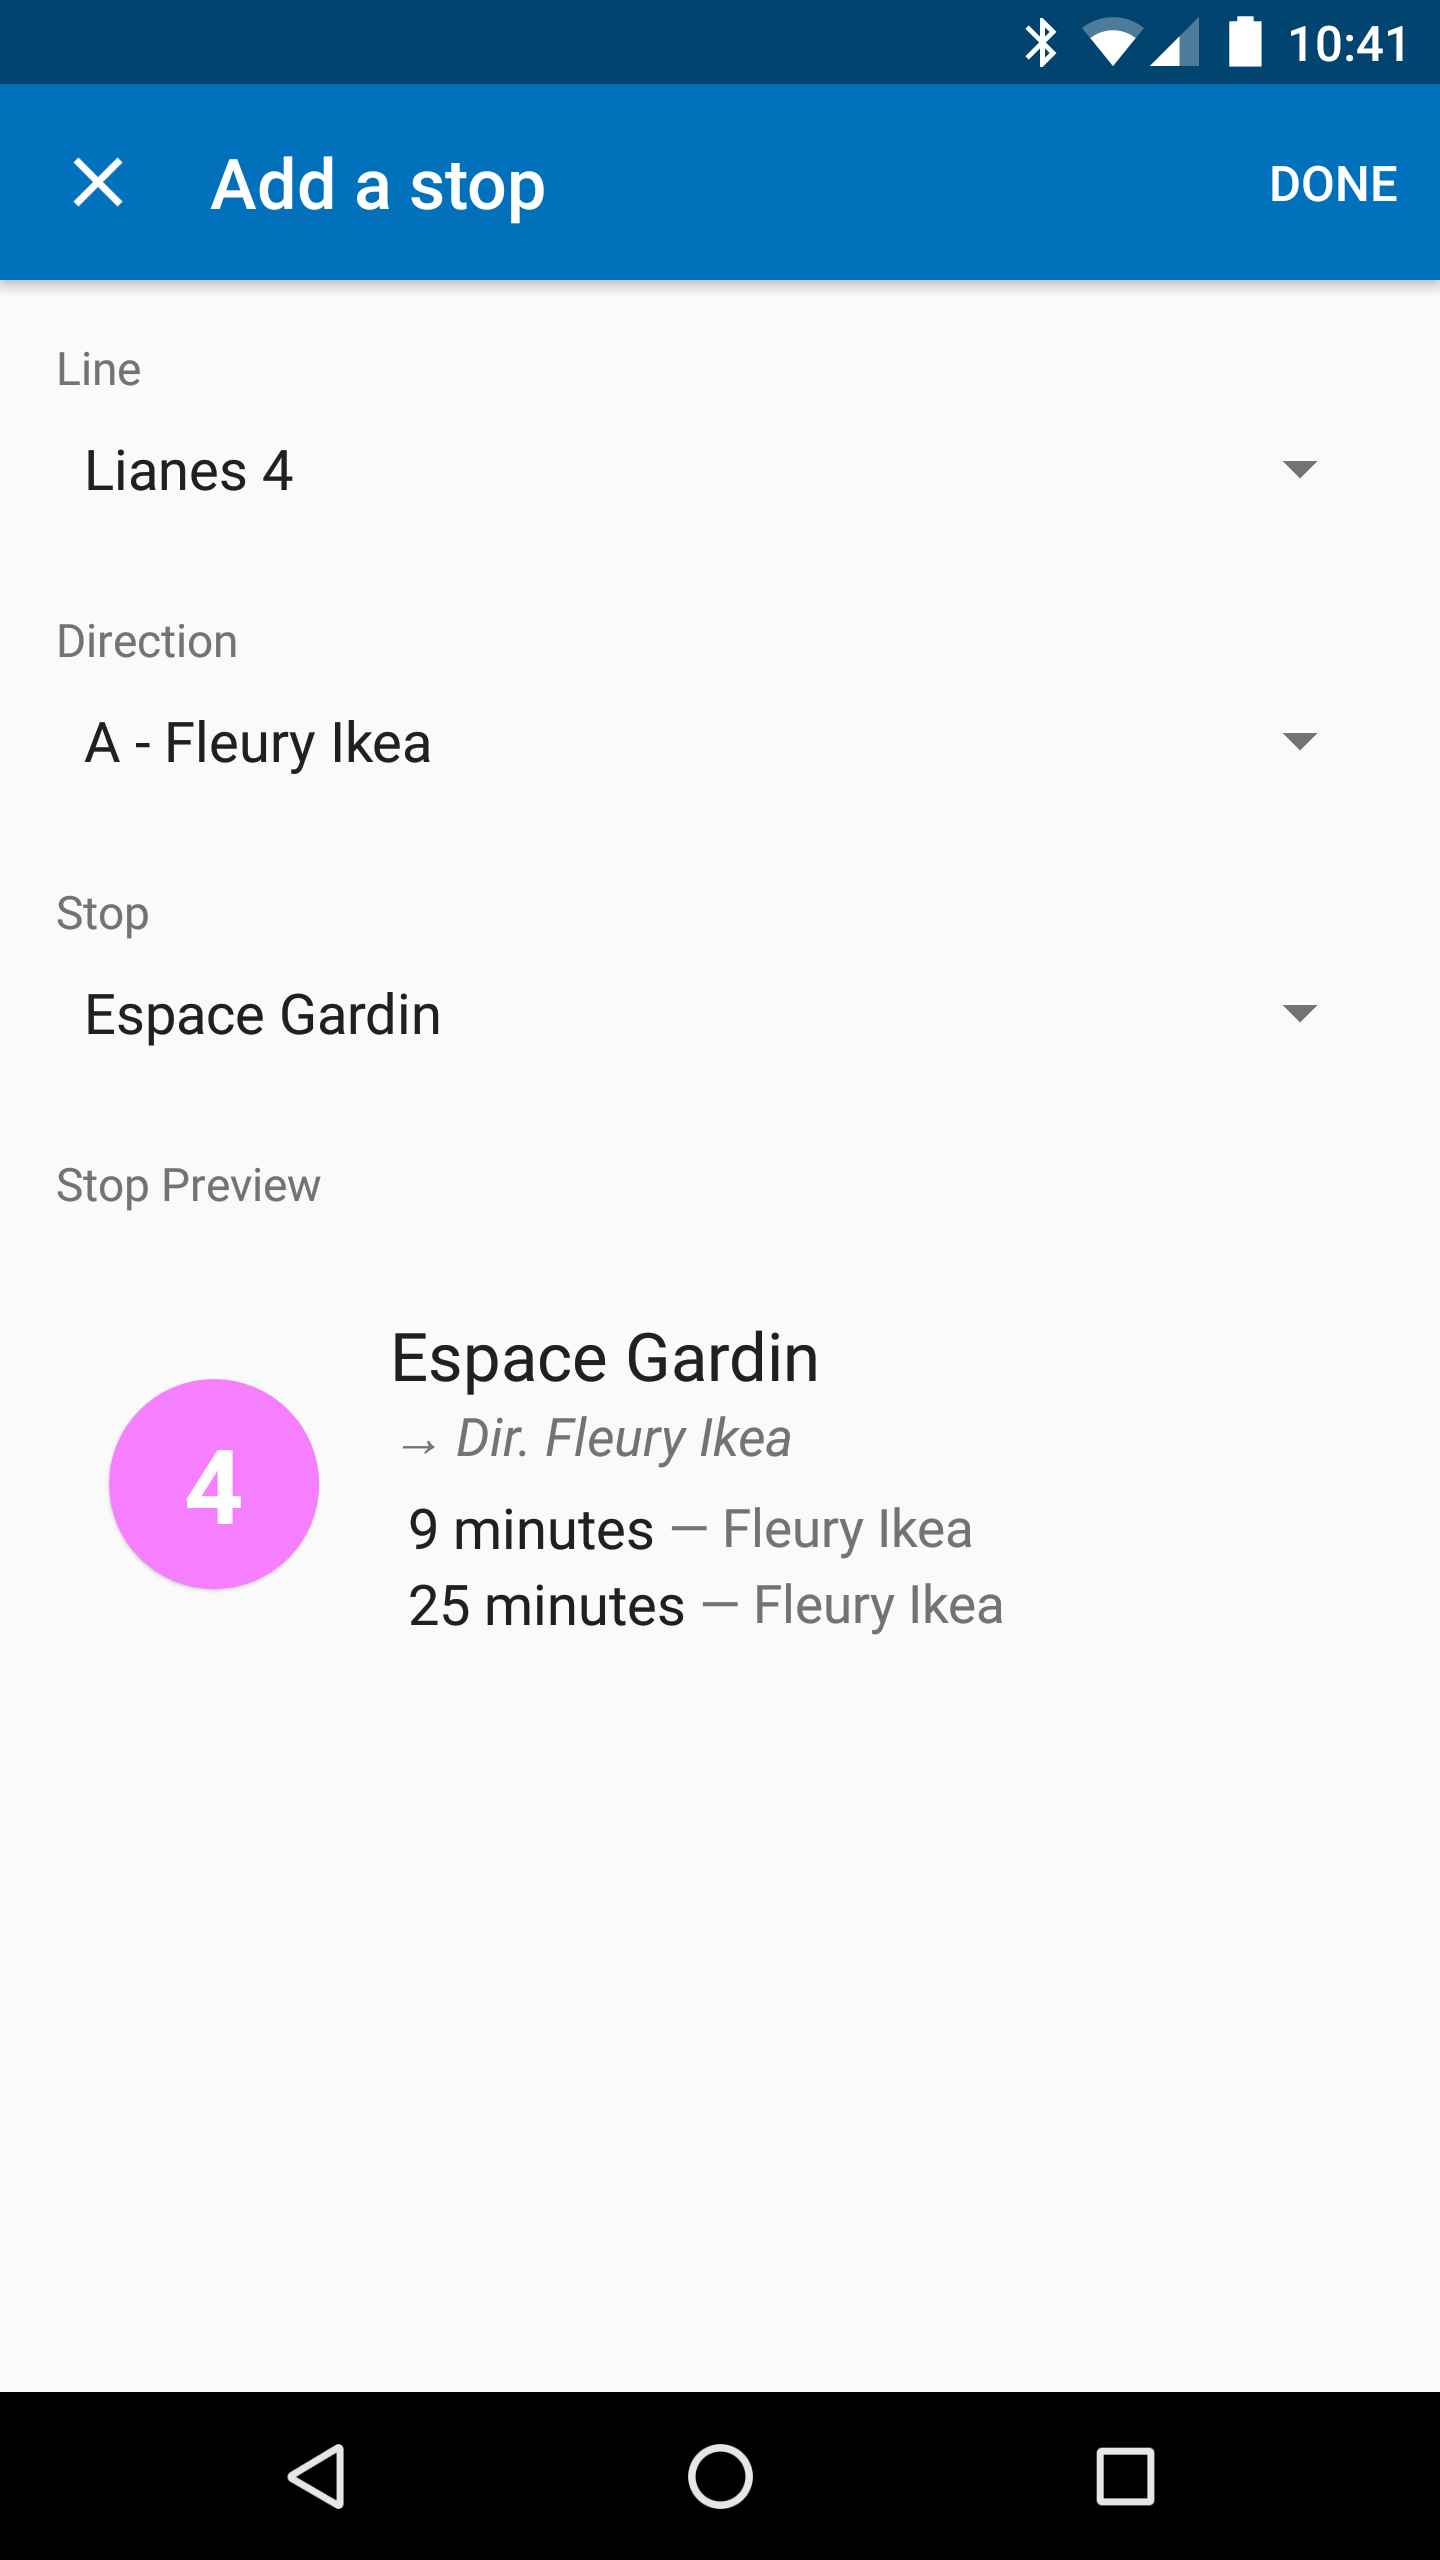 10:41
Add a stop
DONE
Line
Lianes 4
Direction
A - Fleury Ikea
Stop
Espace Gardin
Stop Preview
4
Espace Gardin
→ Dir. Fleury Ikea
9 minutes — Fleury Ikea
25 minutes — Fleury Ikea